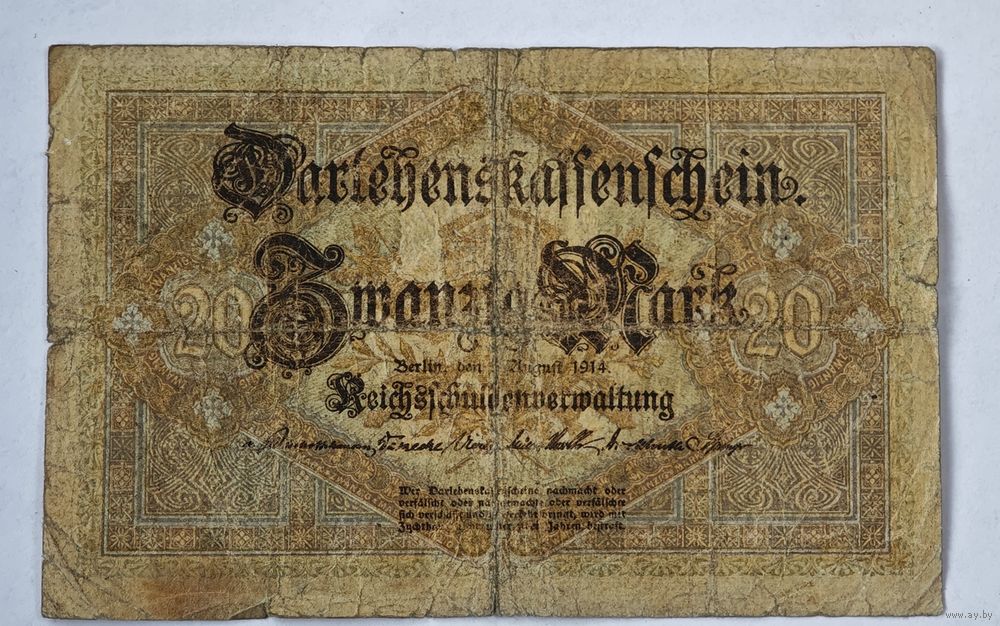 Darlehenskassenschein.
20 Zwanzig Mark 20
Berlin, den August 1914.
Reichsschuldenverwaltung
Wer Darlehenskassenscheine nachmacht oder
verfälscht oder nachgemachte oder verfälschte
sich verschafft und in Verkehr bringt, wird mit
Zuchthaus nicht unter zwei Jahren bestraft.
www.ay.by